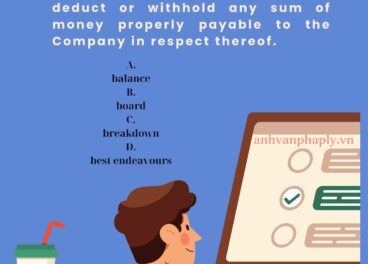 deduct or withhold any sum of
money properly payable to the
Company in respect thereof.
A.
balance
B.
board
C.
breakdown
D.
best endeavours
anhvanphaply.vn